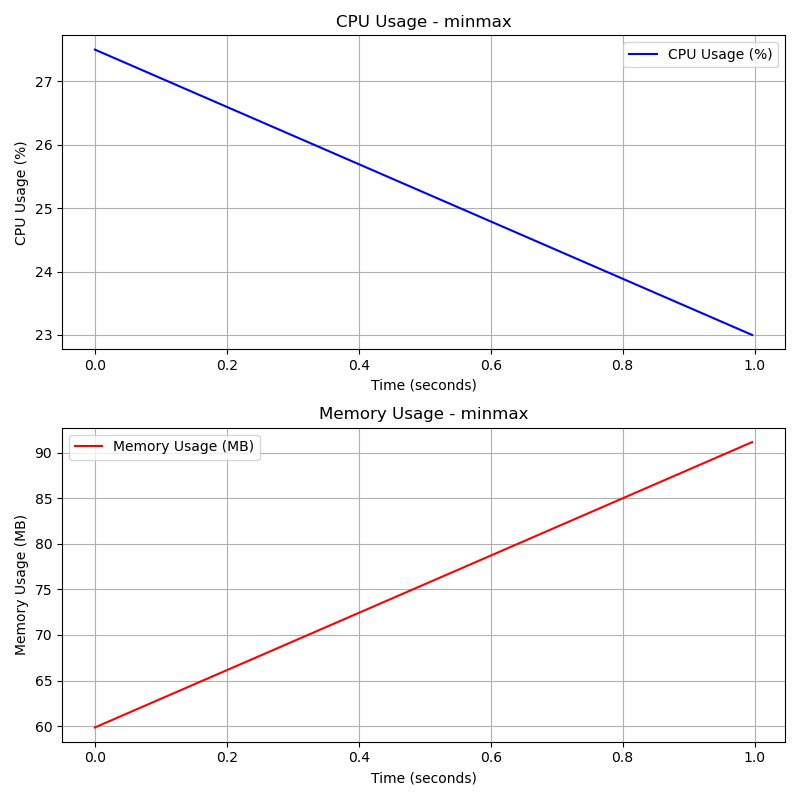 CPU Usage - minmax
CPU Usage (%)
27
26
25
24
23
CPU Usage (%)
0.0 0.2 0.4 0.6 0.8 1.0
Time (seconds)
Memory Usage - minmax
Memory Usage (MB)
90
85
80
75
70
65
60
Memory Usage (MB)
0.0 0.2 0.4 0.6 0.8 1.0
Time (seconds)